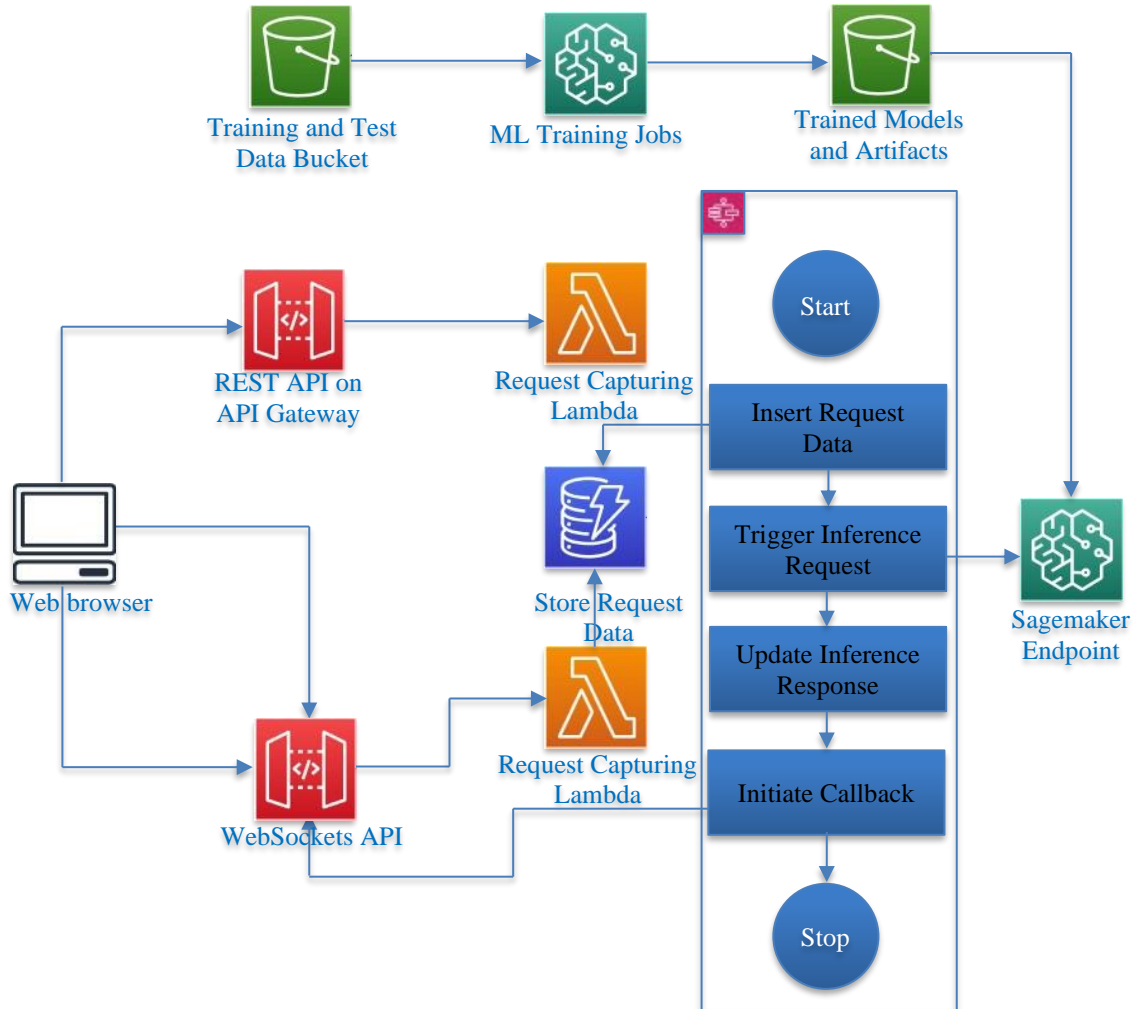 Training and Test
Data Bucket
ML Training Jobs
Trained Models
and Artifacts
Start
</>
REST API on
API Gateway
Request Capturing
Lambda
Insert Request
Data
Trigger Inference
Request
Web browser
Store Request
Data
Sagemaker
Endpoint
Update Inference
Response
</>
WebSockets API
Request Capturing
Lambda
Initiate Callback
Stop